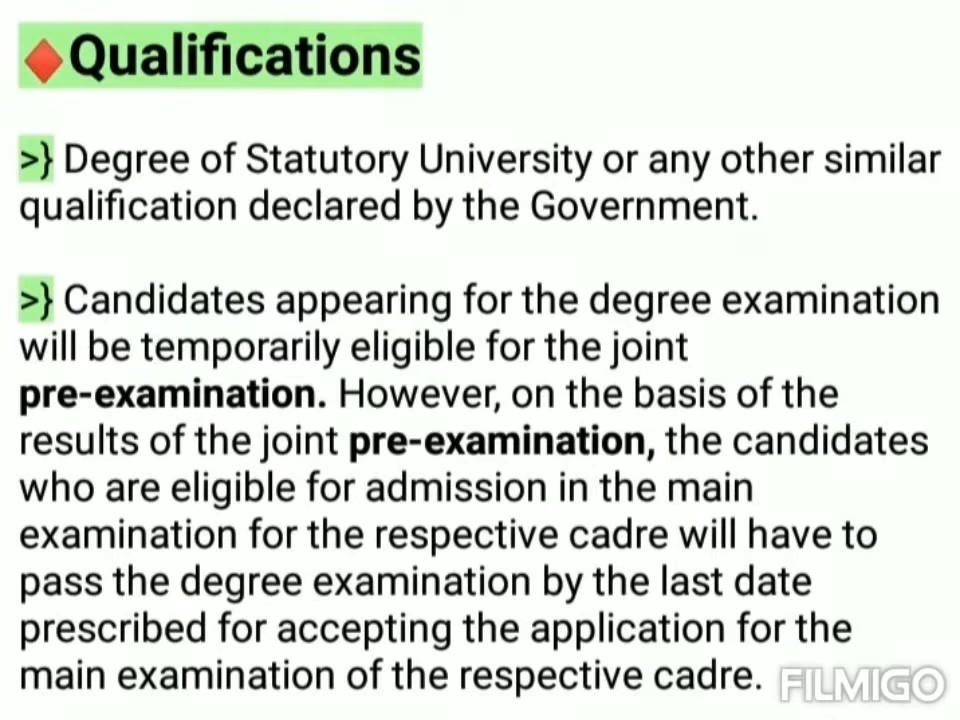 ♦Qualifications
>} Degree of Statutory University or any other similar
qualification declared by the Government.
>} Candidates appearing for the degree examination
will be temporarily eligible for the joint
pre-examination. However, on the basis of the
results of the joint pre-examination, the candidates
who are eligible for admission in the main
examination for the respective cadre will have to
pass the degree examination by the last date
prescribed for accepting the application for the
main examination of the respective cadre.
FILMIGO